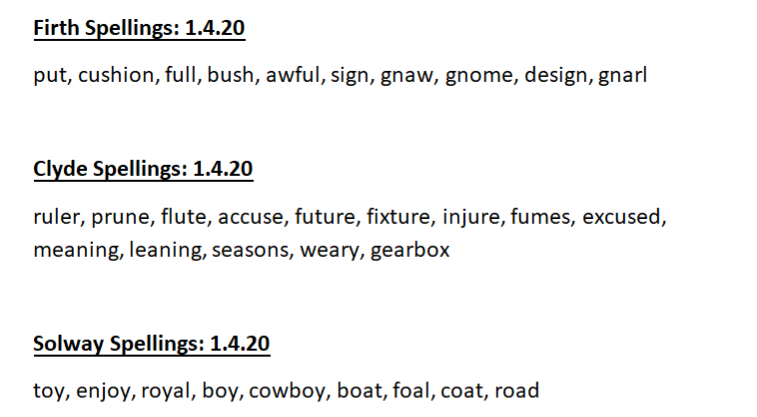 Firth Spellings: 1.4.20
put, cushion, full, bush, awful, sign, gnaw, gnome, design, gnarl
Clyde Spellings: 1.4.20
ruler, prune, flute, accuse, future, fixture, injure, fumes, excused,
meaning, leaning, seasons, weary, gearbox
Solway Spellings: 1.4.20
toy, enjoy, royal, boy, cowboy, boat, foal, coat, road